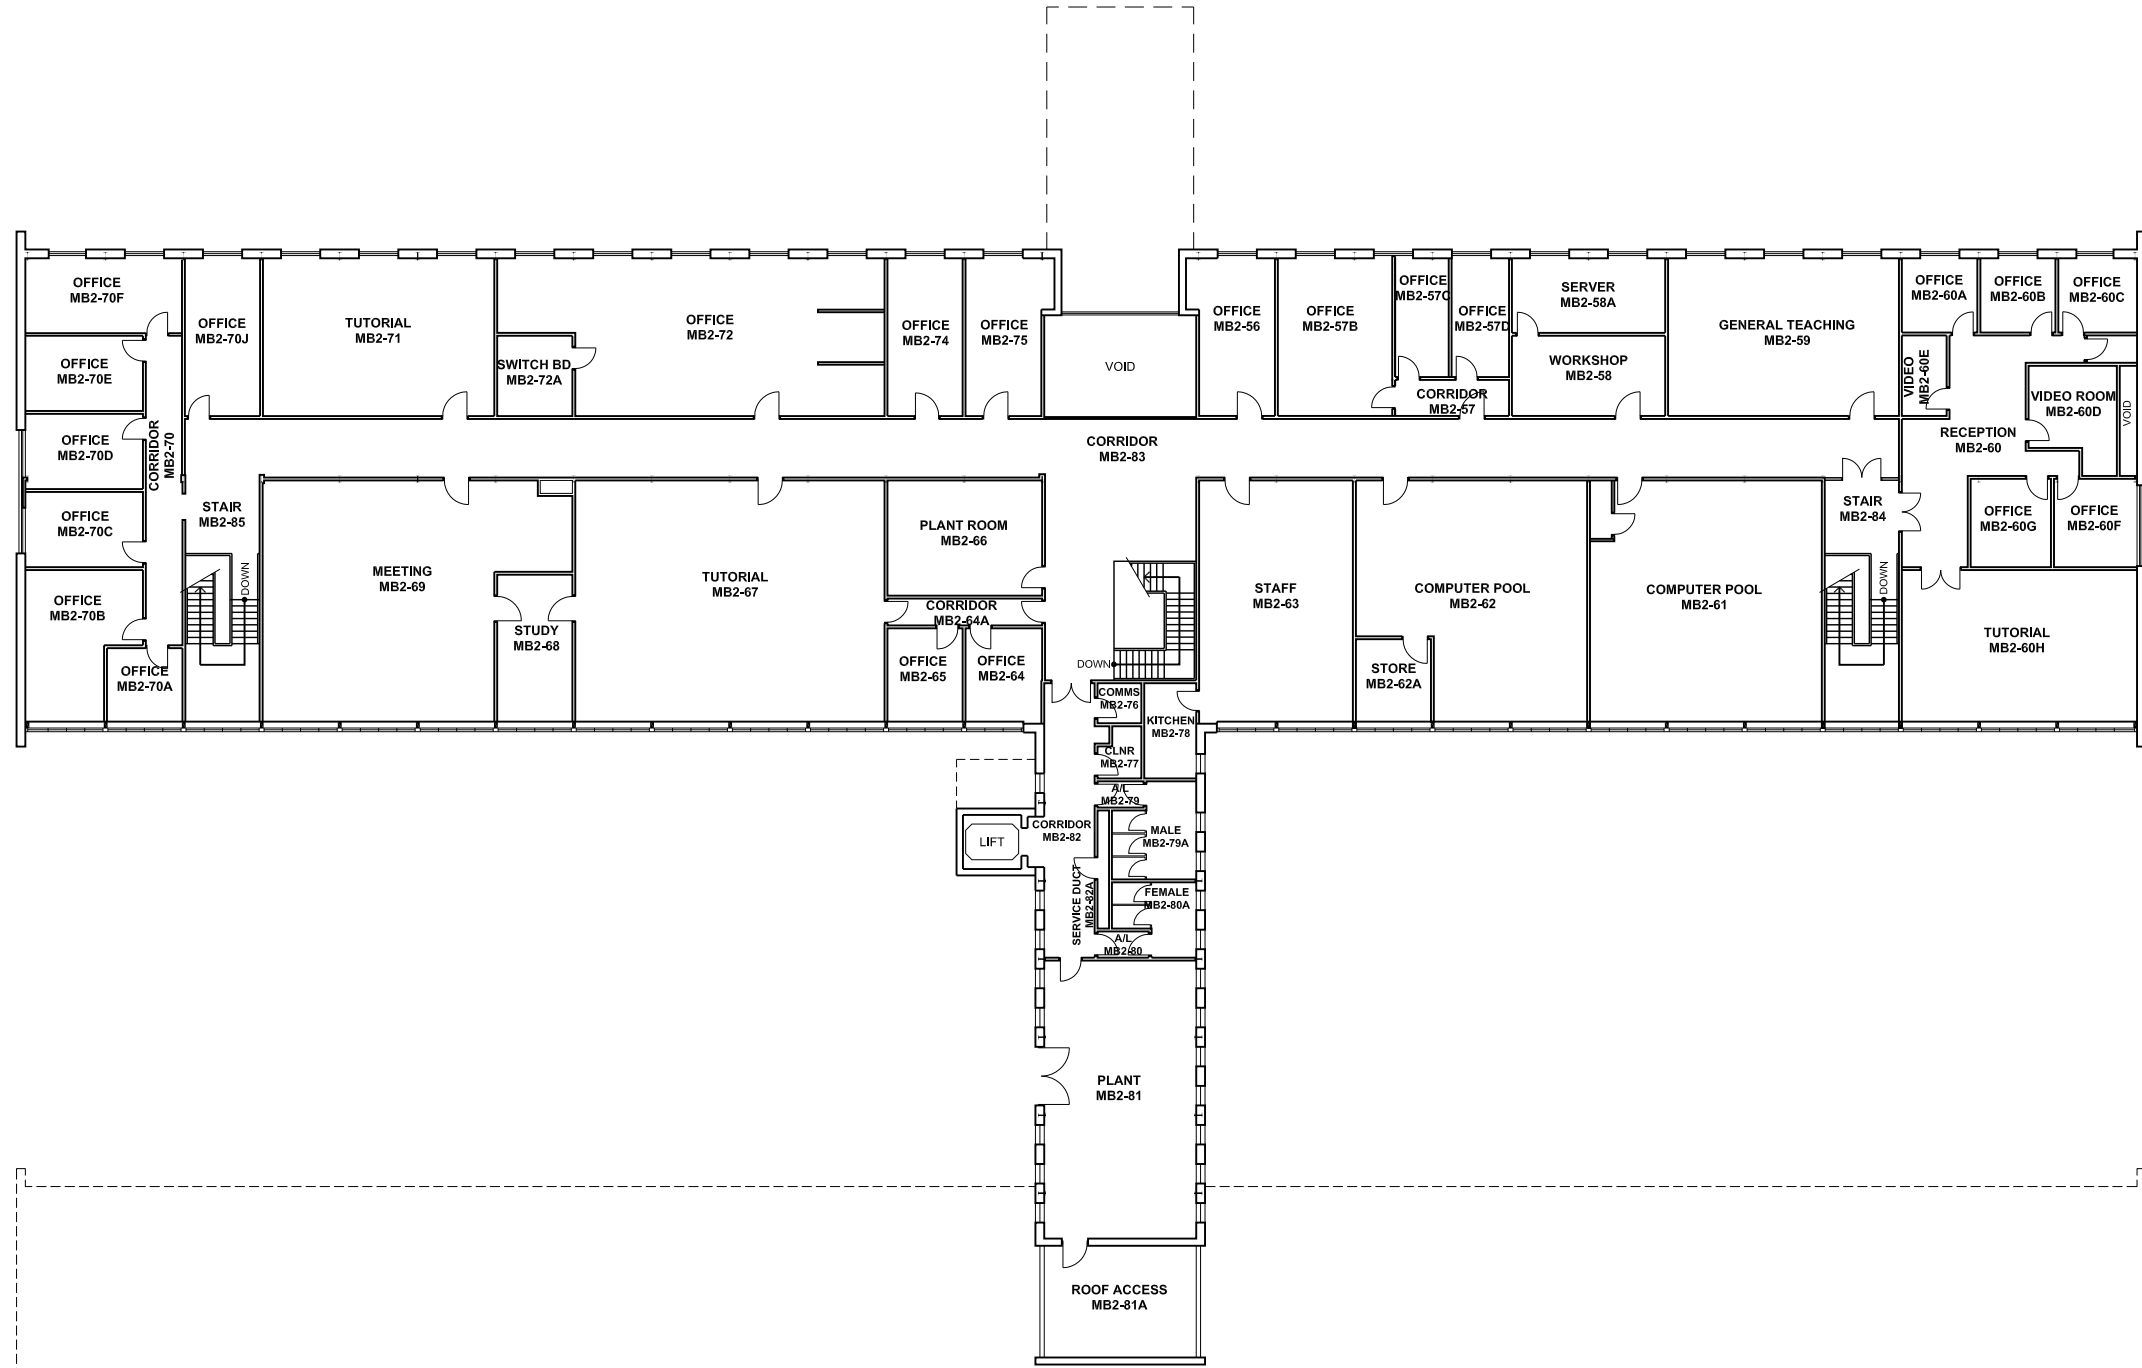 OFFICE
MB2-70F
OFFICE
MB2-70E
OFFICE
MB2-70D
OFFICE
MB2-70C
OFFICE
MB2-70B
OFFICE
MB2-70A
CORRIDOR
MB2-70
OFFICE
MB2-70J
STAIR
MB2-85
DOWN
TUTORIAL
MB2-71
SWITCH BD
MB2-72A
OFFICE
MB2-72
OFFICE
MB2-74
OFFICE
MB2-75
VOID
MEETING
MB2-69
STUDY
MB2-68
TUTORIAL
MB2-67
PLANT ROOM
MB2-66
CORRIDOR
MB2-64A
OFFICE
MB2-65
OFFICE
MB2-64
CORRIDOR
MB2-83
DOWN
OFFICE
MB2-56
OFFICE
MB2-57B
OFFICE
MB2-57C
OFFICE
MB2-57D
CORRIDOR
MB2-57
SERVER
MB2-58A
WORKSHOP
MB2-58
GENERAL TEACHING
MB2-59
OFFICE
MB2-60A
OFFICE
MB2-60B
OFFICE
MB2-60C
VIDEO
MB2-60E
VIDEO ROOM
MB2-60D
VOID
RECEPTION
MB2-60
OFFICE
MB2-60G
OFFICE
MB2-60F
TUTORIAL
MB2-60H
STAIR
MB2-84
DOWN
STAFF
MB2-63
COMPUTER POOL
MB2-62
STORE
MB2-62A
COMPUTER POOL
MB2-61
COMMS
MB2-76
KITCHEN
MB2-78
CLNR
MB2-77
A/L
MB2-79
CORRIDOR
MB2-82
LIFT
MALE
MB2-79A
SERVICE DUCT
MB2-82A
FEMALE
MB2-80A
A/L
MB2-80
PLANT
MB2-81
ROOF ACCESS
MB2-81A